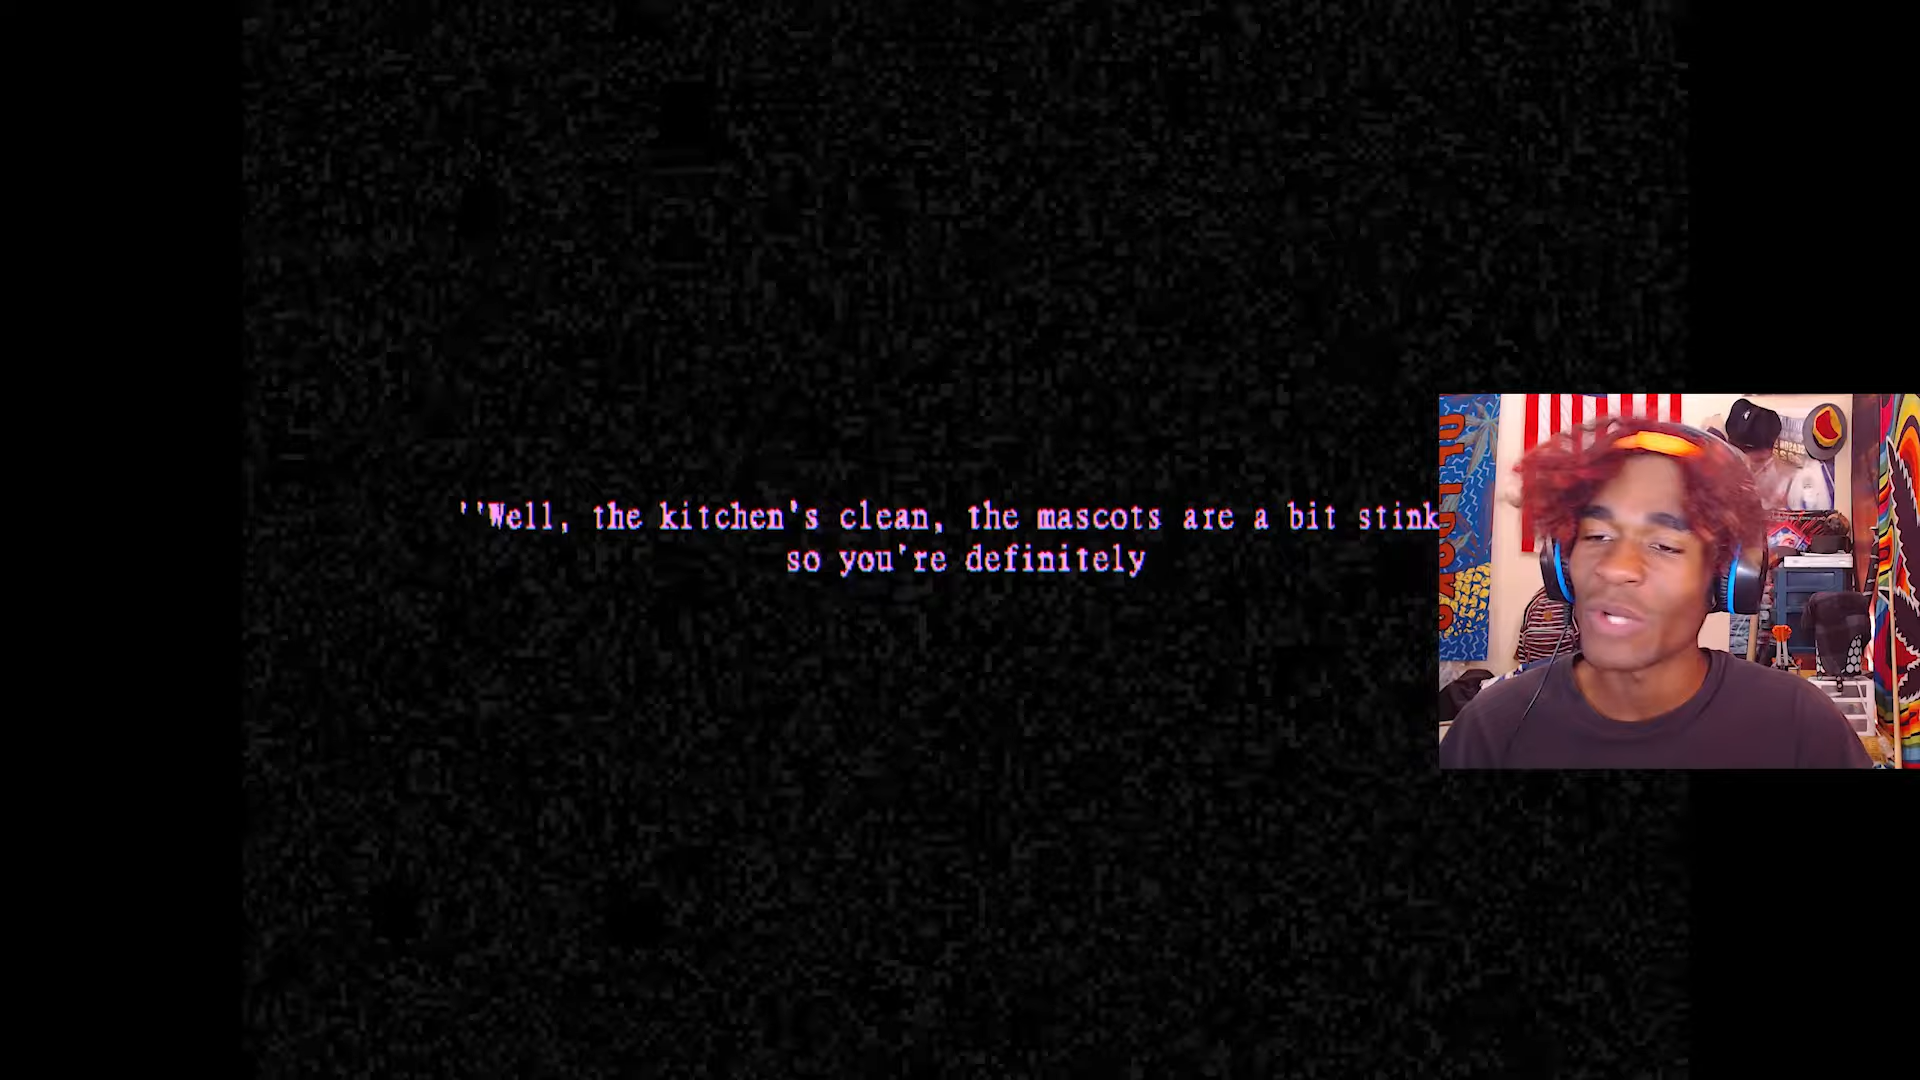 ''Well, the kitchen's clean, the mascots are a bit stink
so you're definitely